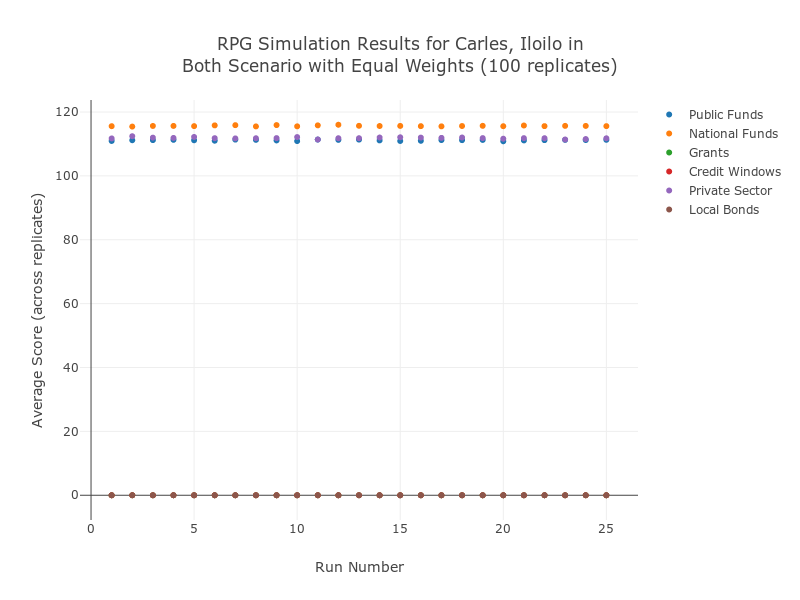 RPG Simulation Results for Carles, Iloilo in
Both Scenario with Equal Weights (100 replicates)
120
100
80
60
40
20
0
Average Score (across replicates)
0 5 10 15 20 25
Run Number
Public Funds
National Funds
Grants
Credit Windows
Private Sector
Local Bonds